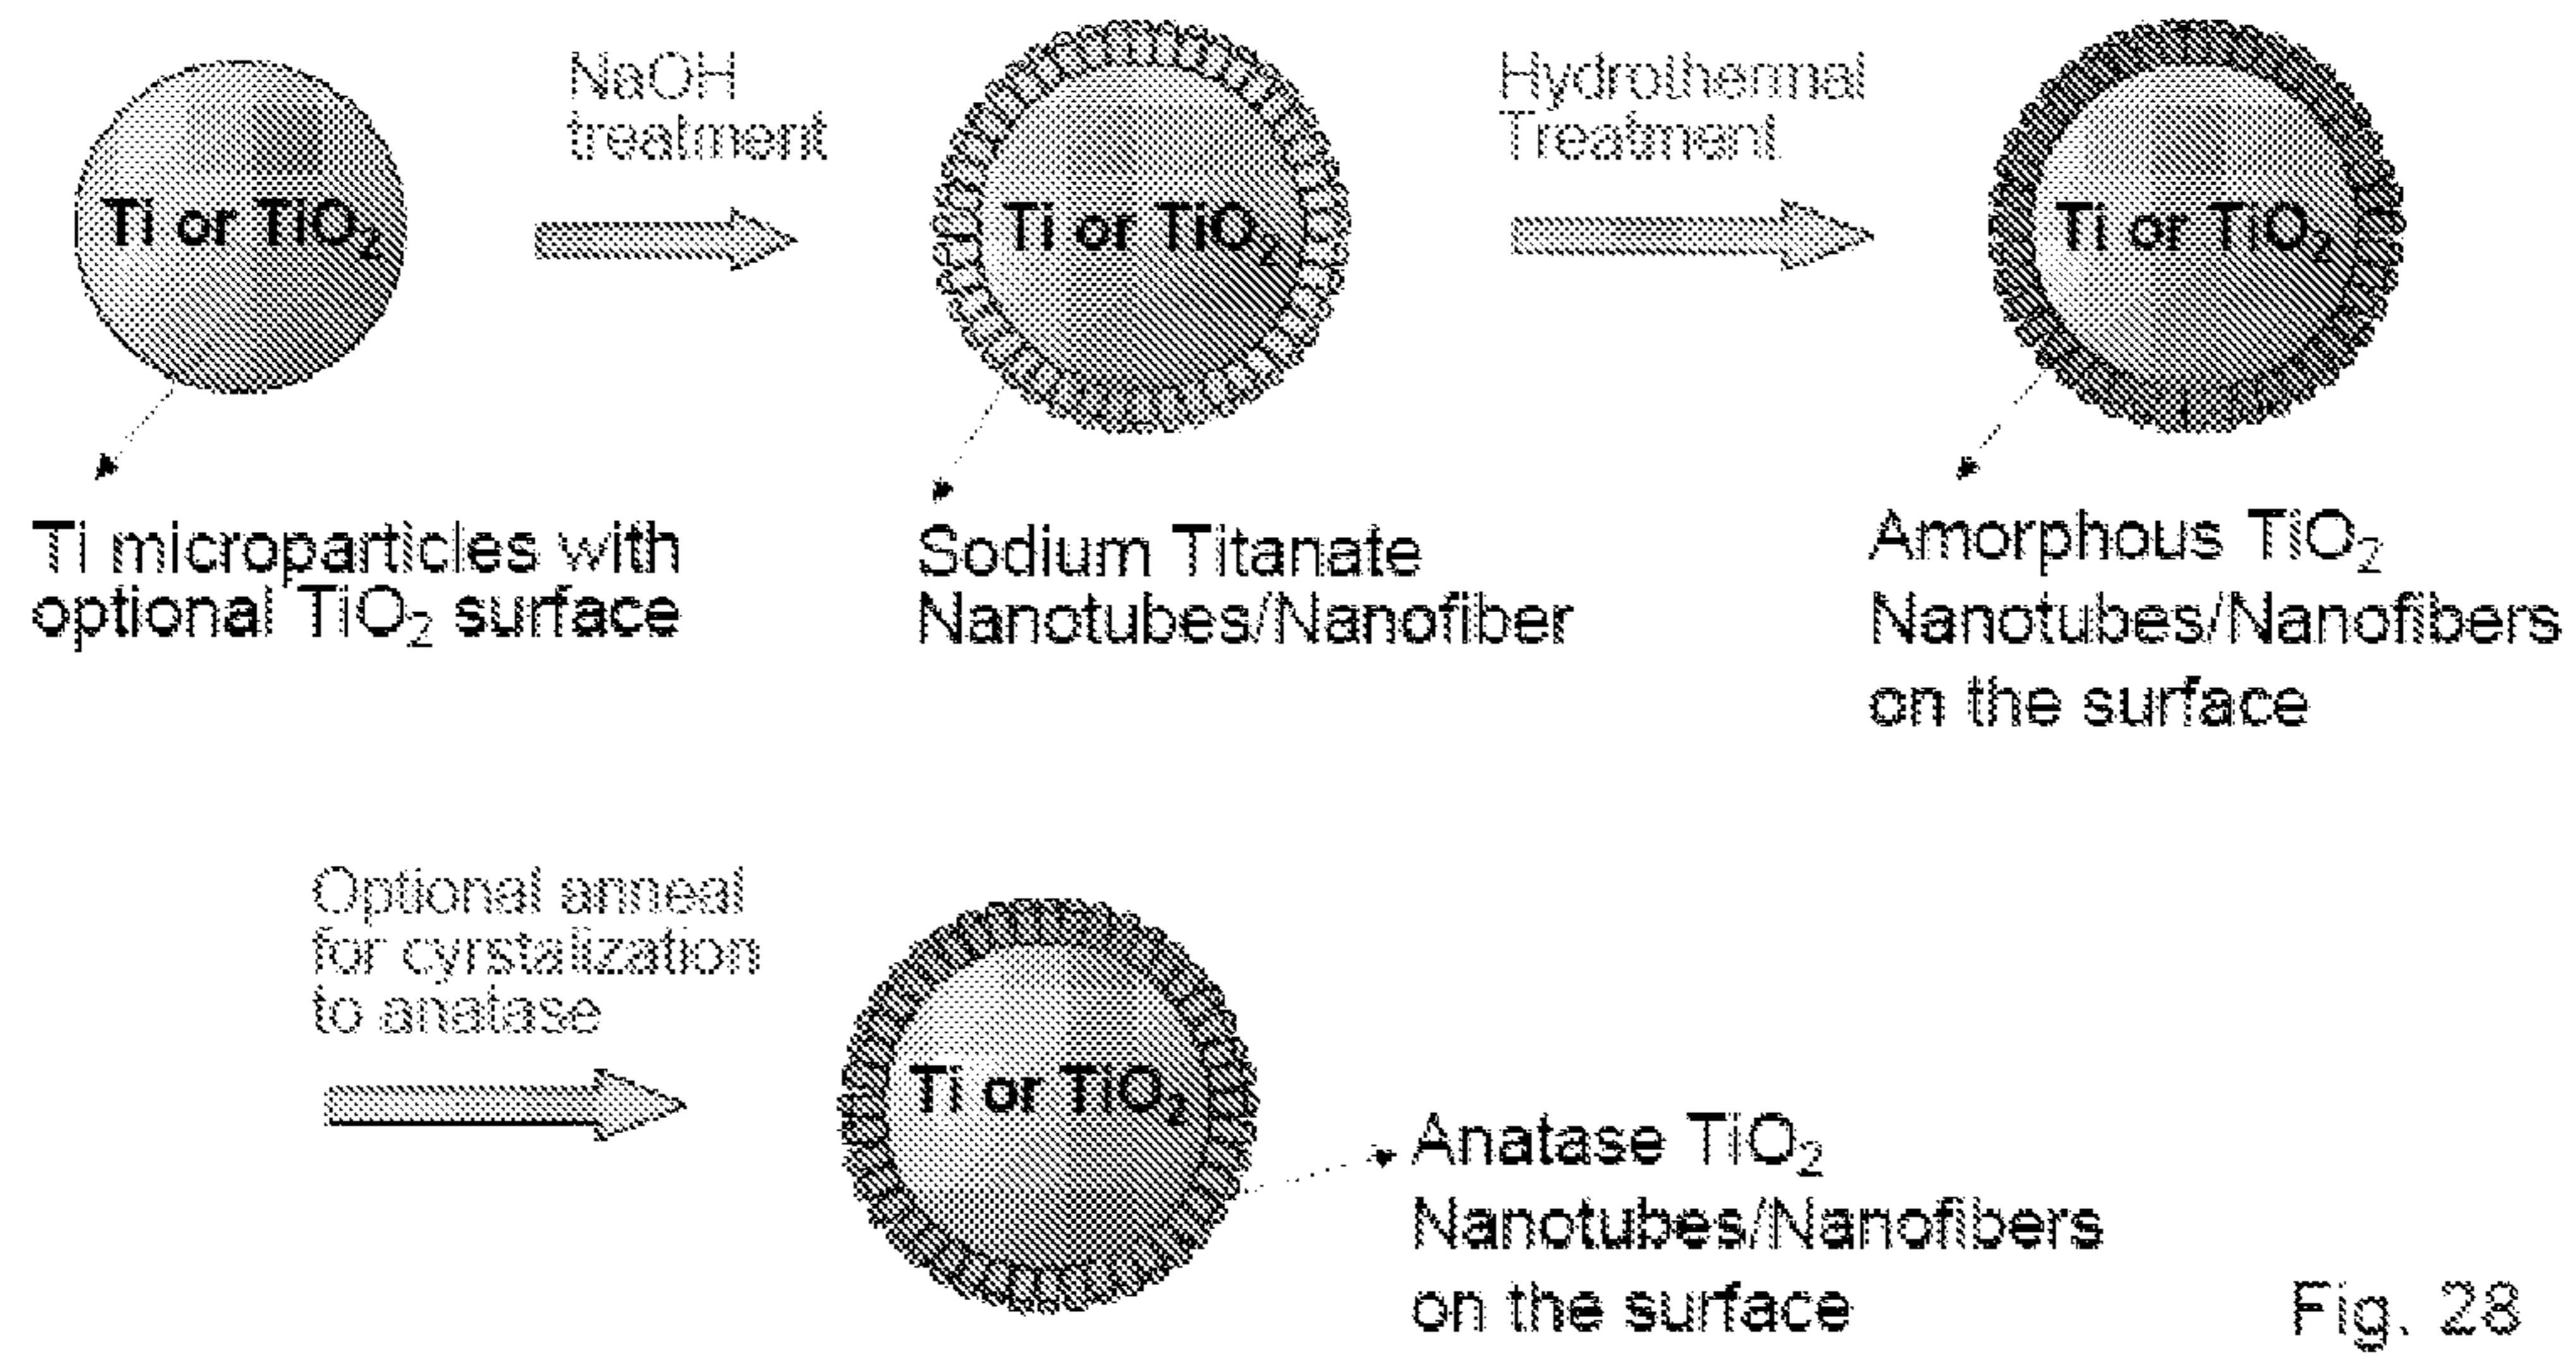 NaOH
treatment
Hydrothermal
Treatment
Ti or TiO₂
Ti or TiO₂
Ti or TiO₂
Ti microparticles with
optional TiO₂ surface
Sodium Titanate
Nanotubes/Nanofiber
Amorphous TiO₂
Nanotubes/Nanofibers
on the surface
Optional anneal
for cyrstalization
to anatase
Ti or TiO₂
Anatase TiO₂
Nanotubes/Nanofibers
on the surface
Fig. 28